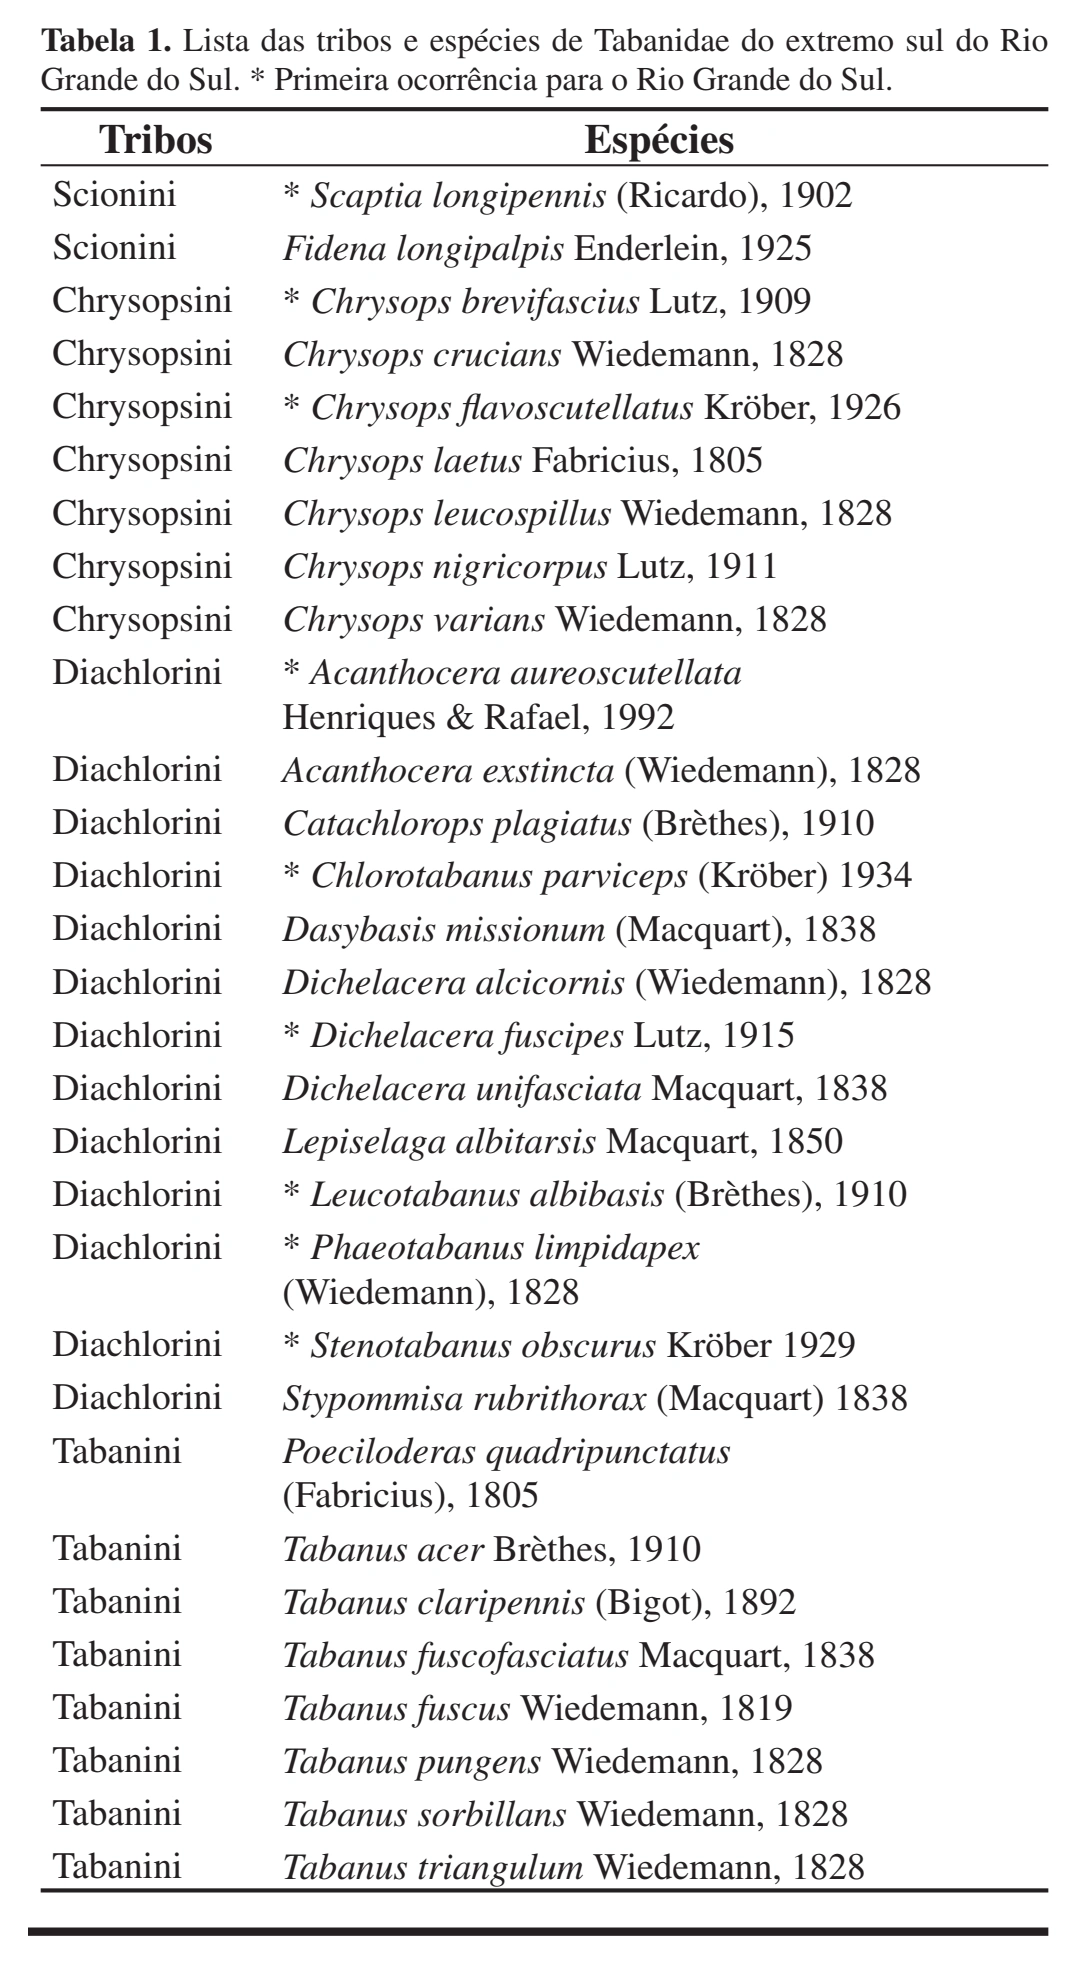 Tabela 1. Lista das tribos e espécies de Tabanidae do extremo sul do Rio
Grande do Sul. * Primeira ocorrência para o Rio Grande do Sul.
Tribos Espécies
Scionini * Scaptia longipennis (Ricardo), 1902
Scionini Fidena longipalpis Enderlein, 1925
Chrysopsini * Chrysops brevifascius Lutz, 1909
Chrysopsini Chrysops crucians Wiedemann, 1828
Chrysopsini * Chrysops flavoscutellatus Kröber, 1926
Chrysopsini Chrysops laetus Fabricius, 1805
Chrysopsini Chrysops leucospillus Wiedemann, 1828
Chrysopsini Chrysops nigricorpus Lutz, 1911
Chrysopsini Chrysops varians Wiedemann, 1828
Diachlorini * Acanthocera aureoscutellata
Henriques & Rafael, 1992
Diachlorini Acanthocera exstincta (Wiedemann), 1828
Diachlorini Catachlorops plagiatus (Brèthes), 1910
Diachlorini * Chlorotabanus parviceps (Kröber) 1934
Diachlorini Dasybasis missionum (Macquart), 1838
Diachlorini Dichelacera alcicornis (Wiedemann), 1828
Diachlorini * Dichelacera fuscipes Lutz, 1915
Diachlorini Dichelacera unifasciata Macquart, 1838
Diachlorini Lepiselaga albitarsis Macquart, 1850
Diachlorini * Leucotabanus albibasis (Brèthes), 1910
Diachlorini * Phaeotabanus limpidapex
(Wiedemann), 1828
Diachlorini * Stenotabanus obscurus Kröber 1929
Diachlorini Stypommisa rubrithorax (Macquart) 1838
Tabanini Poeciloderas quadripunctatus
(Fabricius), 1805
Tabanini Tabanus acer Brèthes, 1910
Tabanini Tabanus claripennis (Bigot), 1892
Tabanini Tabanus fuscofasciatus Macquart, 1838
Tabanini Tabanus fuscus Wiedemann, 1819
Tabanini Tabanus pungens Wiedemann, 1828
Tabanini Tabanus sorbillans Wiedemann, 1828
Tabanini Tabanus triangulum Wiedemann, 1828